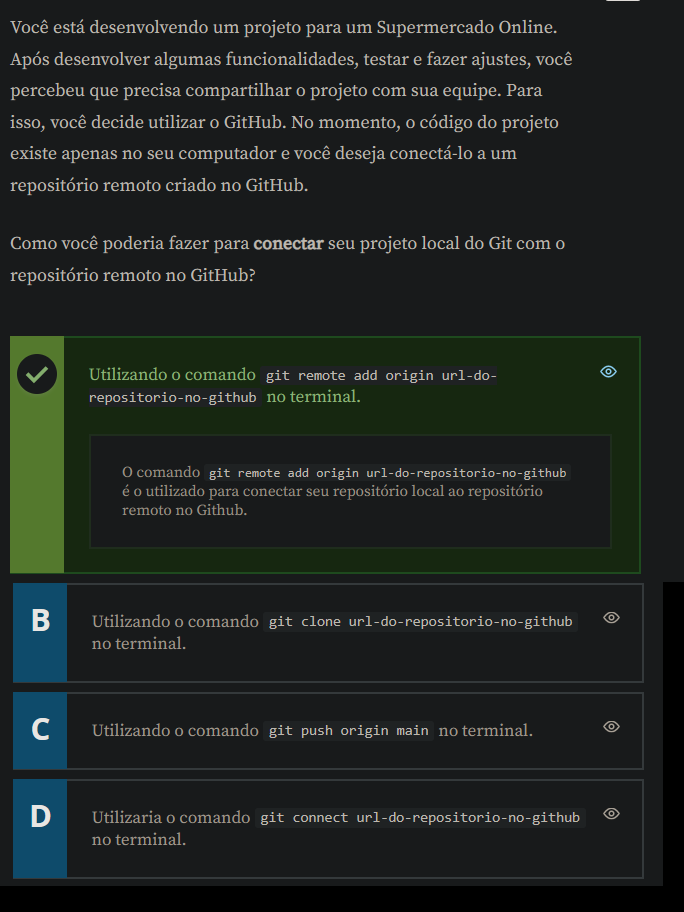 Você está desenvolvendo um projeto para um Supermercado Online.
Após desenvolver algumas funcionalidades, testar e fazer ajustes, você
percebeu que precisa compartilhar o projeto com sua equipe. Para
isso, você decide utilizar o GitHub. No momento, o código do projeto
existe apenas no seu computador e você deseja conectá-lo a um
repositório remoto criado no GitHub.
Como você poderia fazer para conectar seu projeto local do Git com o
repositório remoto no GitHub?
Utilizando o comando git remote add origin url-do-
repositorio-no-github no terminal.
O comando git remote add origin url-do-repositorio-no-github
é o utilizado para conectar seu repositório local ao repositório
remoto no Github.
B
Utilizando o comando git clone url-do-repositorio-no-github
no terminal.
C
Utilizando o comando git push origin main no terminal.
D
Utilizaria o comando git connect url-do-repositorio-no-github
no terminal.